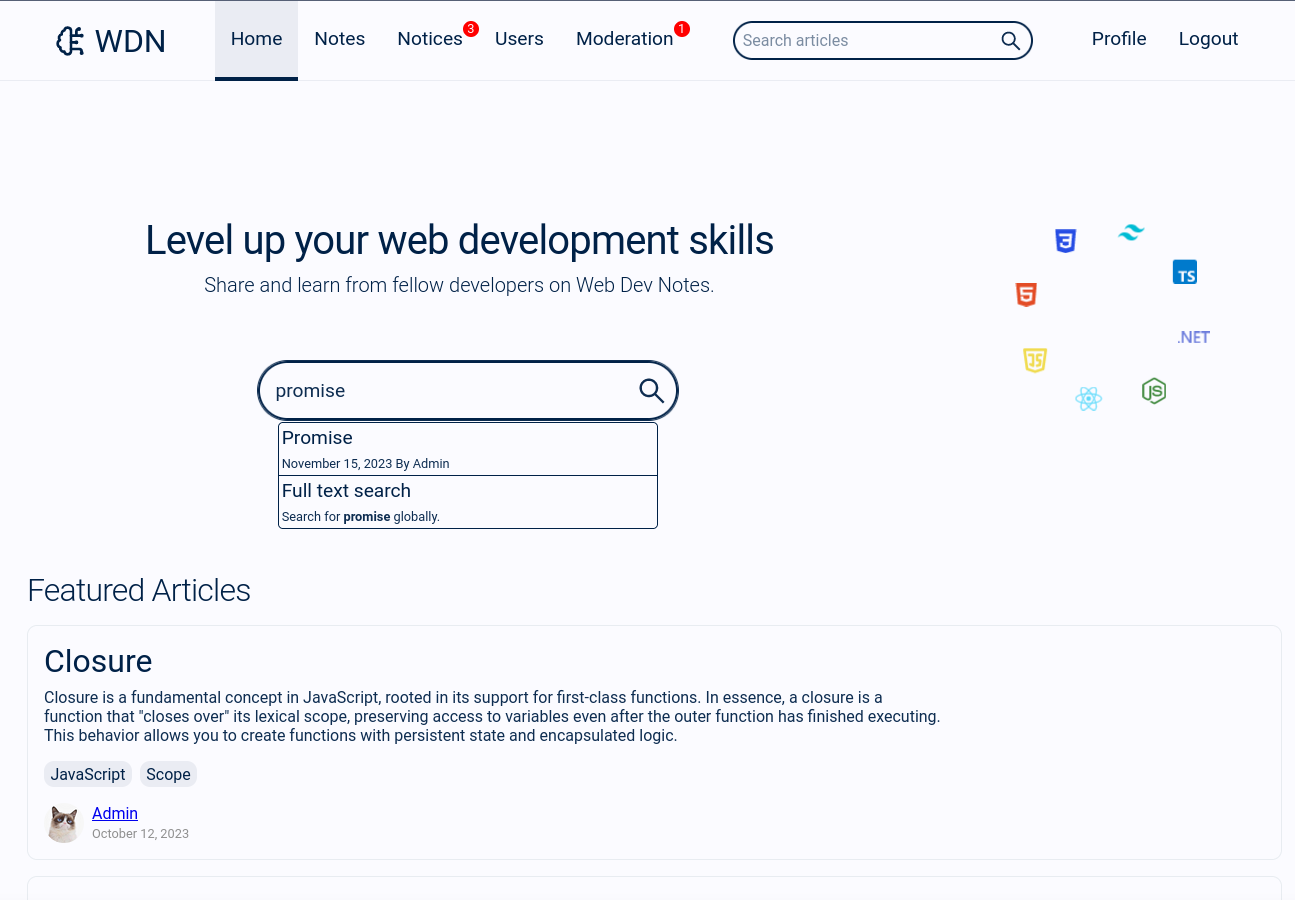 WDN
Home
Notes
Notices
3
Users
Moderation
1
Search articles
Profile
Logout
Level up your web development skills
Share and learn from fellow developers on Web Dev Notes.
3
TS
5
.NET
JS
JS
promise
Promise
November 15, 2023 By Admin
Full text search
Search for promise globally.
Featured Articles
Closure
Closure is a fundamental concept in JavaScript, rooted in its support for first-class functions. In essence, a closure is a
function that "closes over" its lexical scope, preserving access to variables even after the outer function has finished executing.
This behavior allows you to create functions with persistent state and encapsulated logic.
JavaScript
Scope
Admin
October 12, 2023